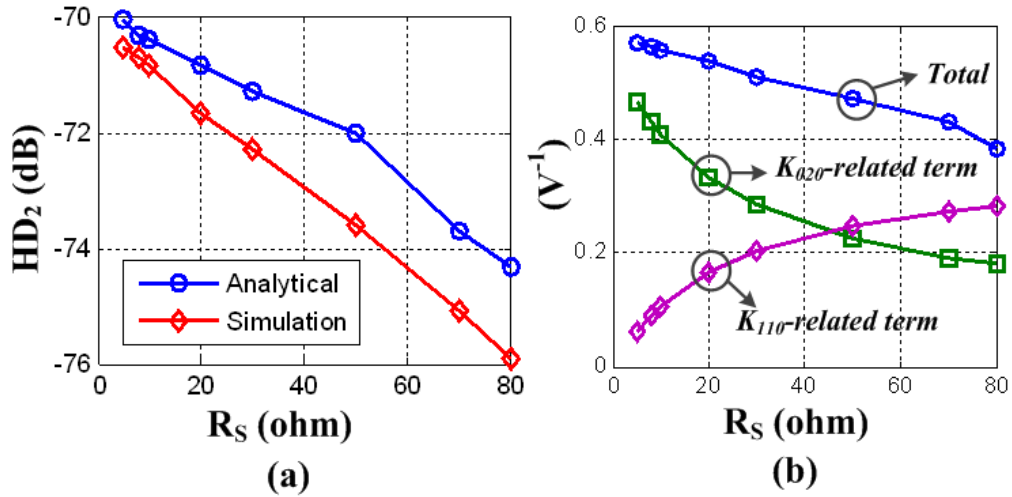 -70
-72
-74
-76
HD2 (dB)
Analytical
Simulation
0
20
40
60
80
RS (ohm)
(a)
0.6
0.4
0.2
0
(V-1)
Total
K020-related term
K110-related term
0
20
40
60
80
RS (ohm)
(b)